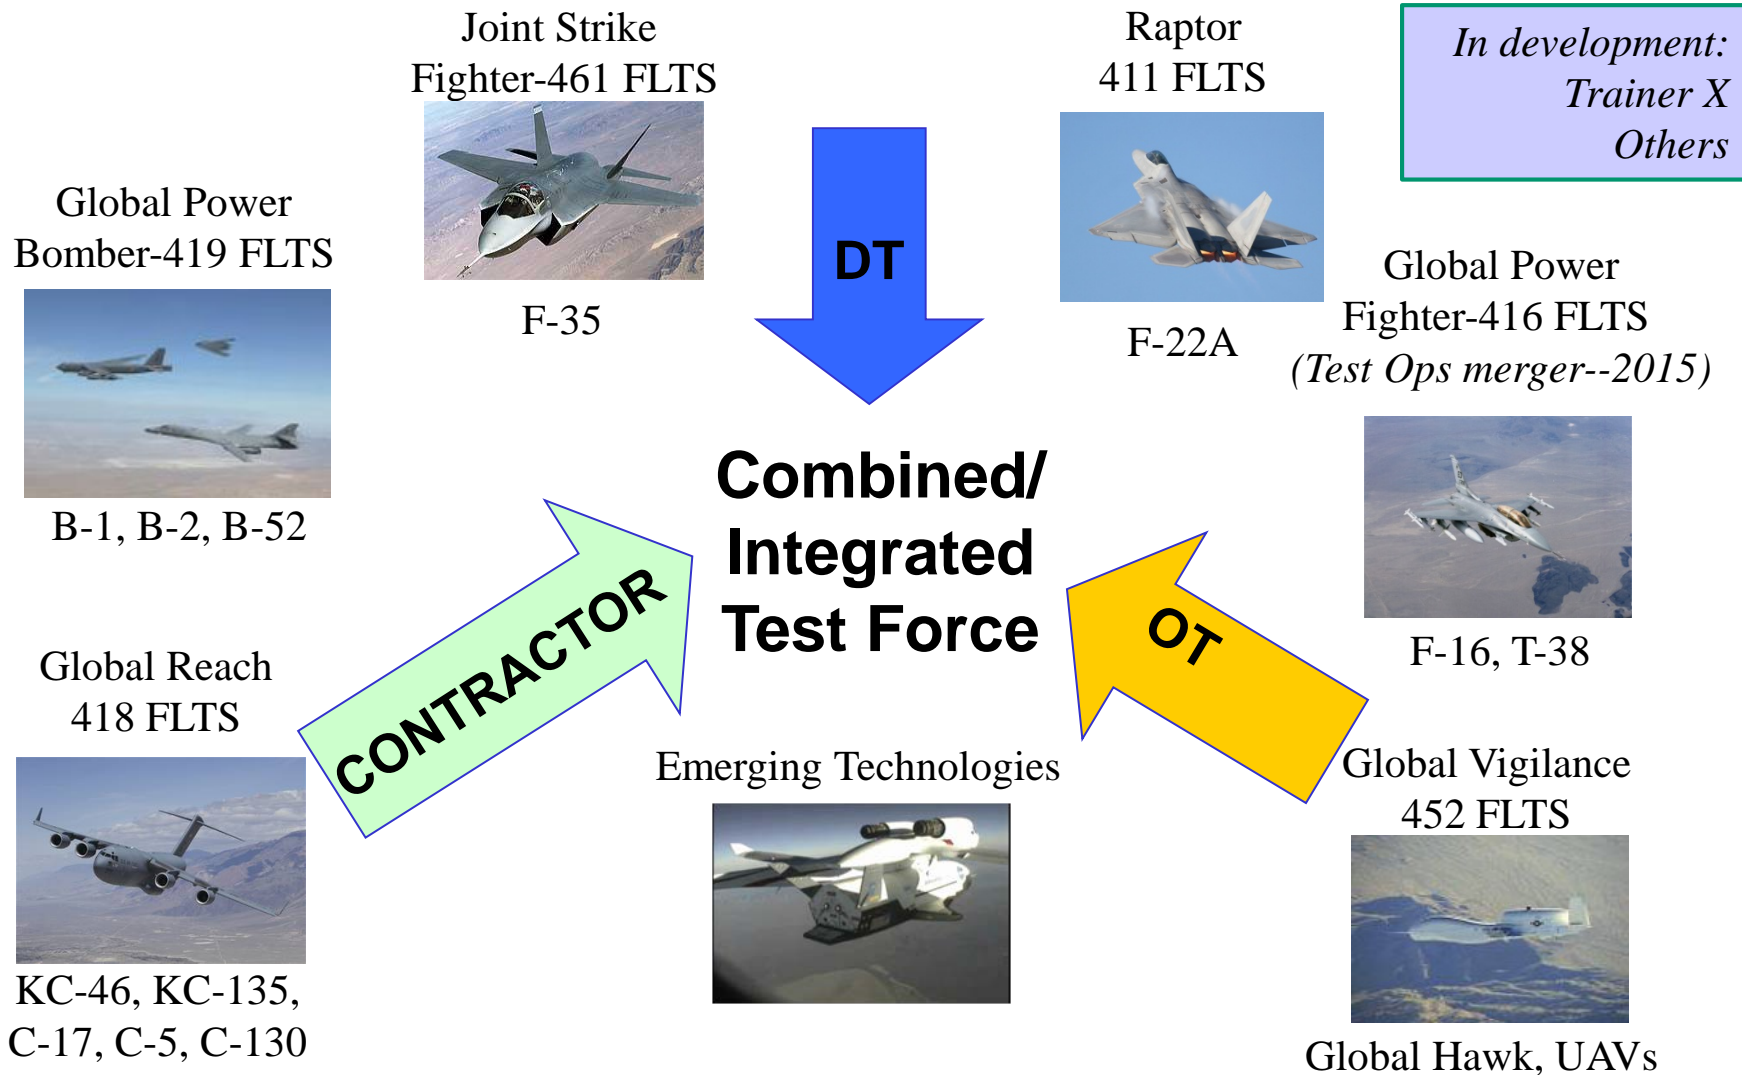 Joint Strike
Fighter-461 FLTS
F-35
Raptor
411 FLTS
F-22A
In development:
Trainer X
Others
Global Power
Bomber-419 FLTS
B-1, B-2, B-52
DT
Global Power
Fighter-416 FLTS
(Test Ops merger--2015)
F-16, T-38
Combined/
Integrated
Test Force
CONTRACTOR
OT
Global Reach
418 FLTS
KC-46, KC-135,
C-17, C-5, C-130
Emerging Technologies
Global Vigilance
452 FLTS
Global Hawk, UAVs